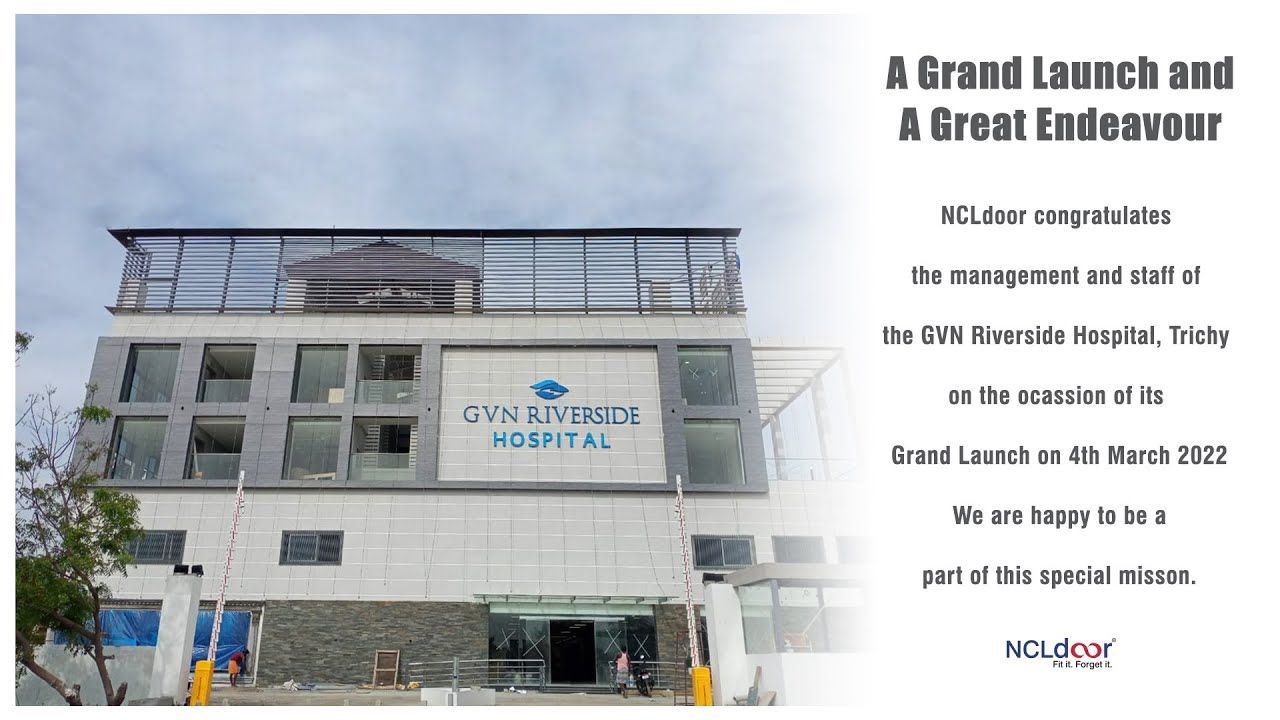 A Grand Launch and
A Great Endeavour
NCLdoor congratulates
the management and staff of
the GVN Riverside Hospital, Trichy
on the ocassion of its
Grand Launch on 4th March 2022
We are happy to be a
part of this special misson.
NCLdoor®
Fit it. Forget it.
GVN RIVERSIDE
HOSPITAL